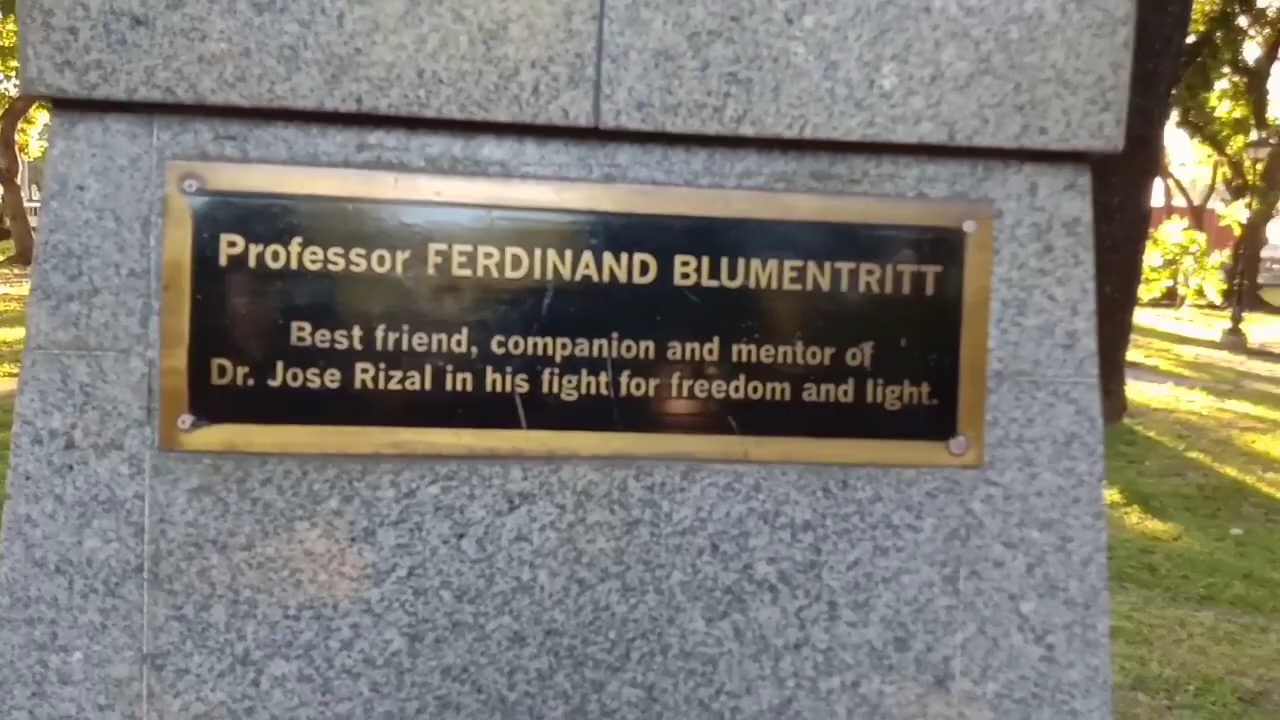 Professor FERDINAND BLUMENTRITT
Best friend, companion and mentor of
Dr. Jose Rizal in his fight for freedom and light.